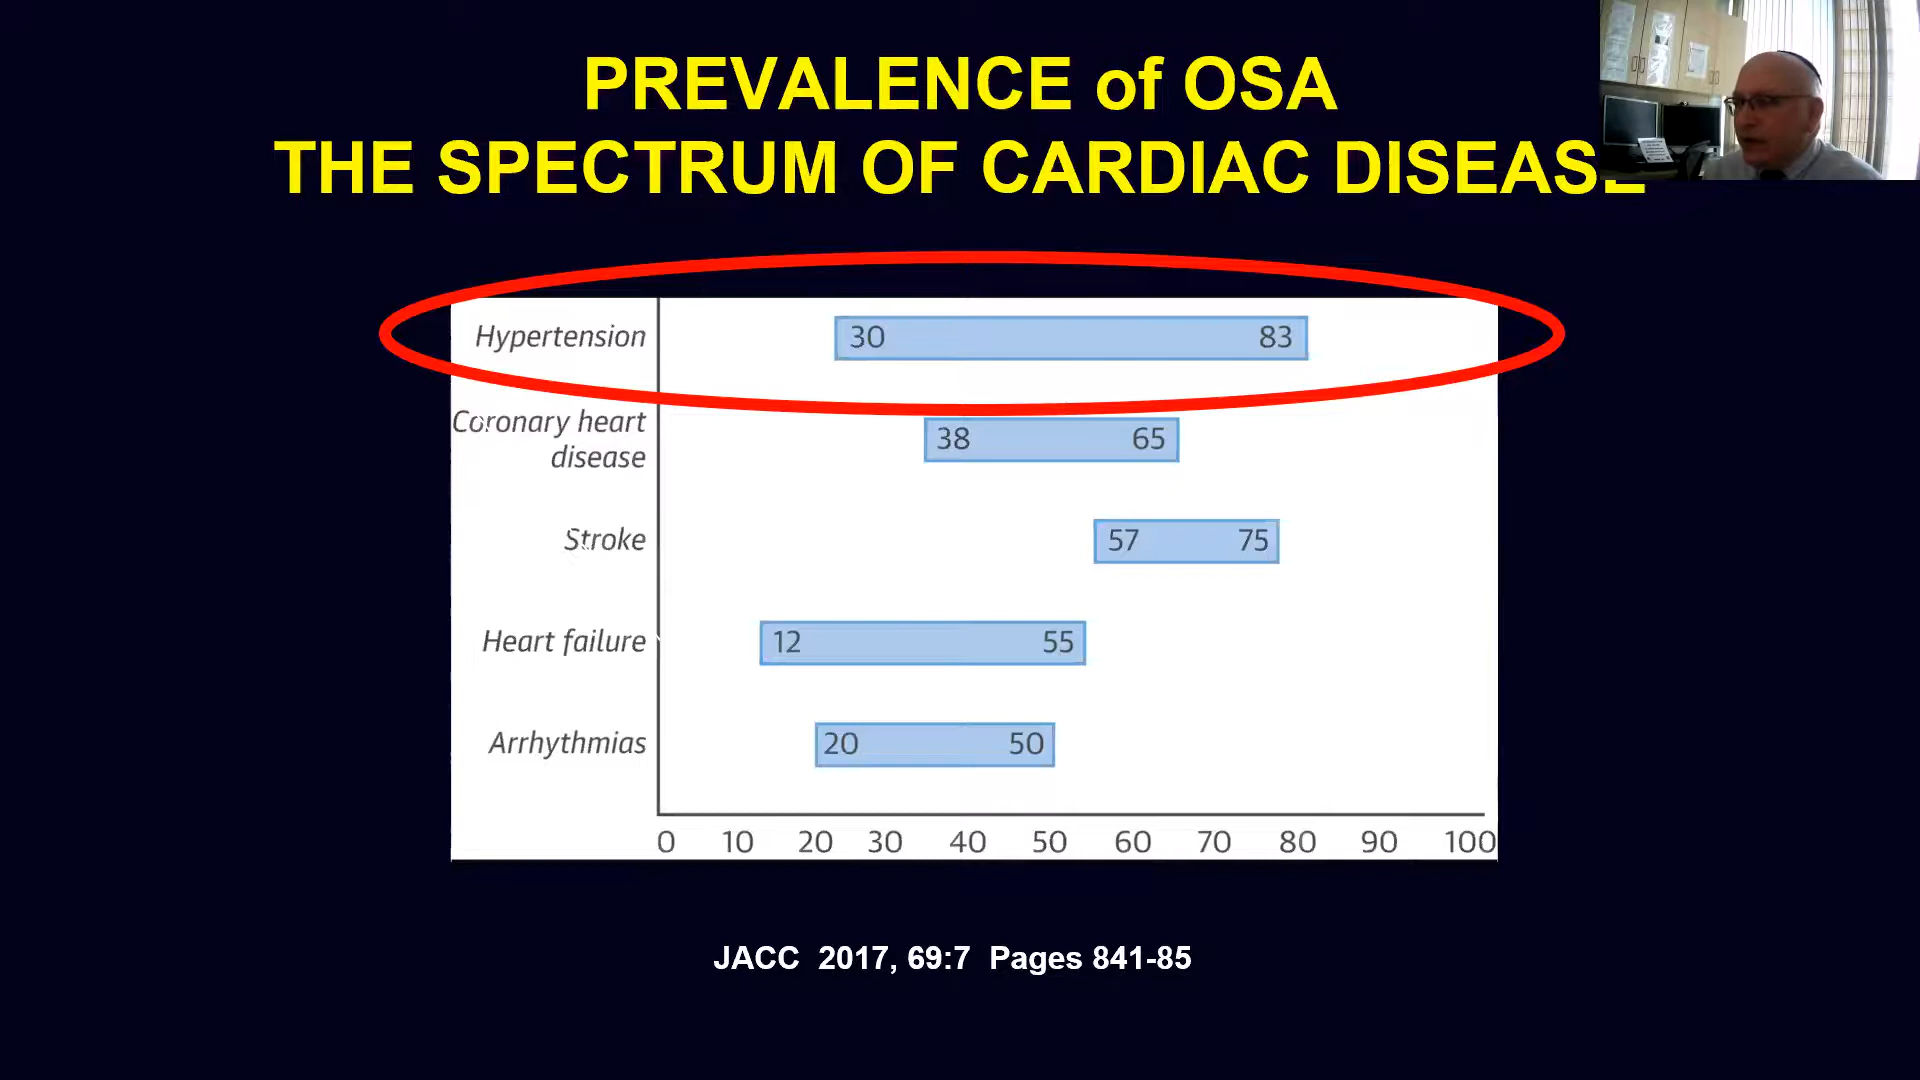 PREVALENCE of OSA
THE SPECTRUM OF CARDIAC DISEASE
Hypertension
30 83
Coronary heart
disease
38 65
Stroke
57 75
Heart failure
12 55
Arrhythmias
20 50
0 10 20 30 40 50 60 70 80 90 100
JACC 2017, 69:7 Pages 841-85